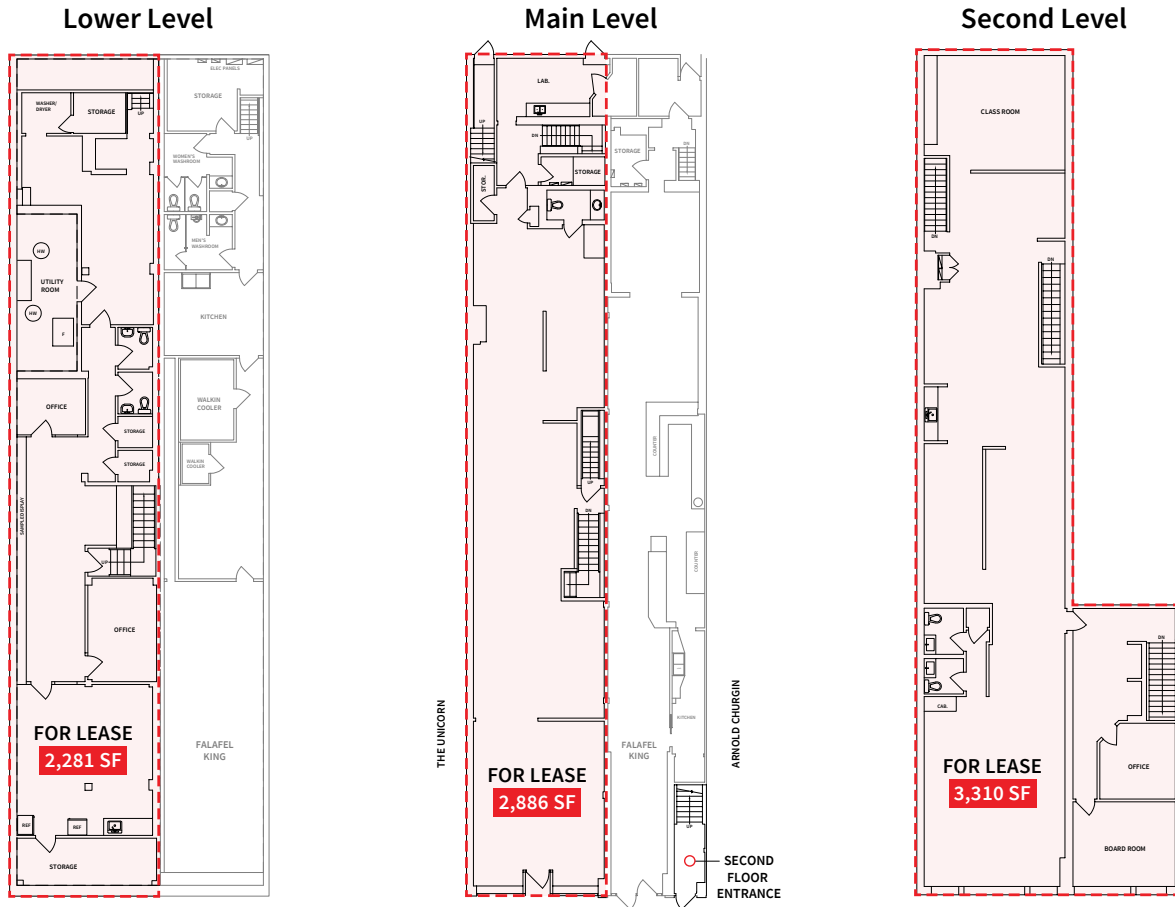 Lower Level
Main Level
Second Level
ELEC PANELS
STORAGE
WASHER/
DRYER
STORAGE
UP
UP
WOMEN'S
WASHROOM
MEN'S
WASHROOM
HW
UTILITY
ROOM
HW
F
KITCHEN
OFFICE
WALKIN
COOLER
STORAGE
STORAGE
WALKIN
COOLER
SAMPLE DISPLAY
UP
OFFICE
FOR LEASE
2,281 SF
FALAFEL
KING
REF
REF
STORAGE
LAB.
UP
DN
STORAGE
DN
STOR.
STORAGE
COUNTER
UP
DN
COUNTER
THE UNICORN
KITCHEN
ARNOLD CHURGIN
FALAFEL
KING
FOR LEASE
2,886 SF
UP
SECOND
FLOOR
ENTRANCE
CLASS ROOM
DN
DN
DN
CAB.
OFFICE
FOR LEASE
3,310 SF
BOARD ROOM